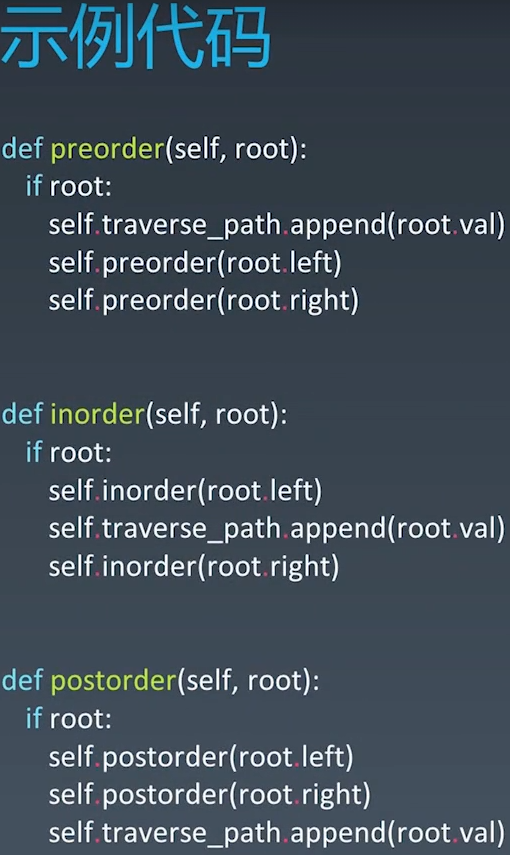 示例代码
def preorder(self, root):
if root:
self.traverse_path.append(root.val)
self.preorder(root.left)
self.preorder(root.right)
def inorder(self, root):
if root:
self.inorder(root.left)
self.traverse_path.append(root.val)
self.inorder(root.right)
def postorder(self, root):
if root:
self.postorder(root.left)
self.postorder(root.right)
self.traverse_path.append(root.val)